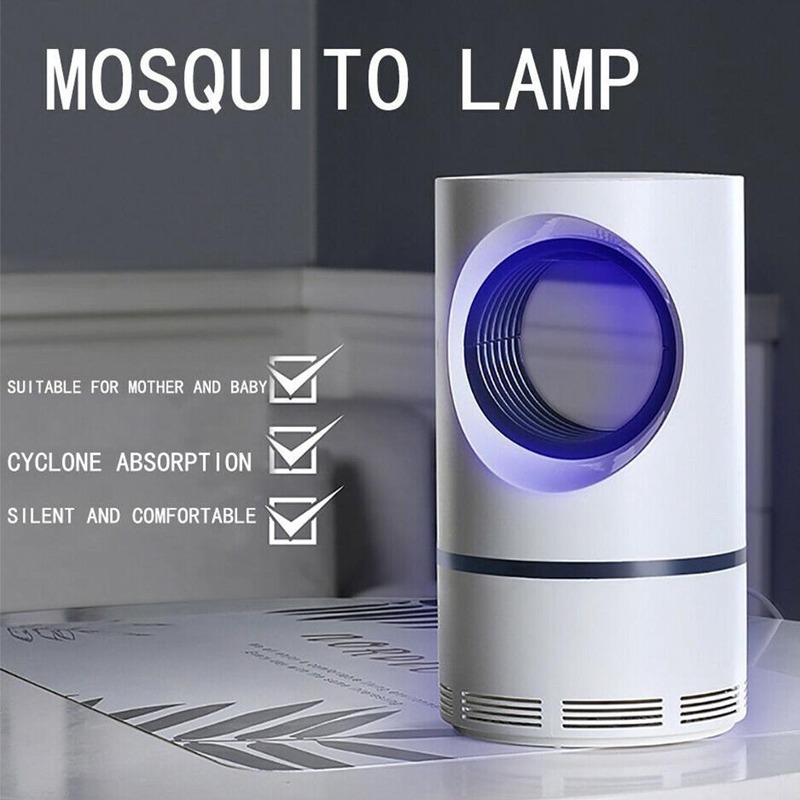 MOSQUITO LAMP
SUITABLE FOR MOTHER AND BABY
CYCLONE ABSORPTION
SILENT AND COMFORTABLE